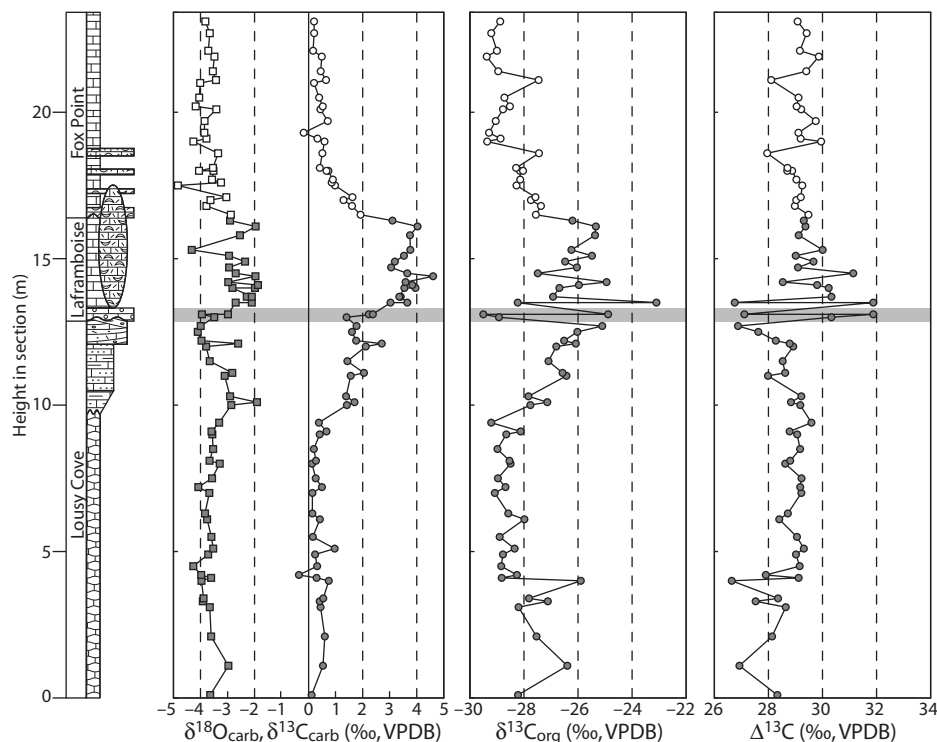 Height in section (m)
20
15
10
5
0
Fox Point
Laframboise
Lousy Cove
−5 −4 −3 −2 −1 0 1 2 3 4 5
δ18Ocarb, δ13Ccarb (‰, VPDB)
−30 −28 −26 −24 −22
δ13Corg (‰, VPDB)
26 28 30 32 34
Δ13C (‰, VPDB)